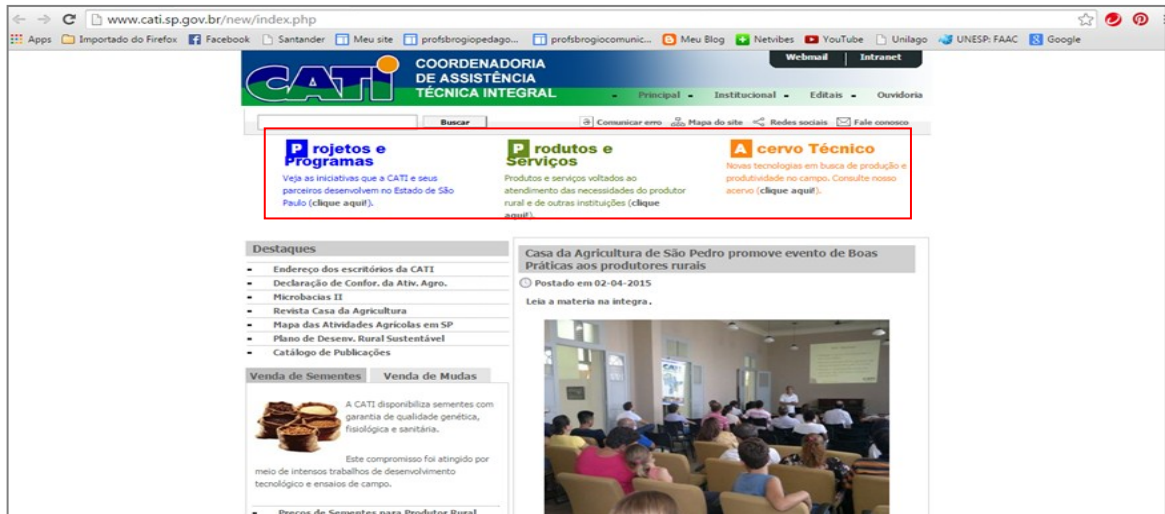 www.cati.sp.gov.br/new/index.php
Apps Importado do Firefox Facebook Santander Meu site profsbrogiopedago... profsbrogiocomunic... Meu Blog Netvibes YouTube Unilago UNESP: FAAC Google
CATI
COORDENADORIA
DE ASSISTÊNCIA
TÉCNICA INTEGRAL
Webmail Intranet
Principal Institucional Editais Ouvidoria
Buscar
Comunicar erro Mapa do site Redes sociais Fale conosco
Projetos e
Programas
Veja as iniciativas que a CATI e seus
parceiros desenvolvem no Estado de São
Paulo (clique aqui!).
Produtos e
Serviços
Produtos e serviços voltados ao
atendimento das necessidades do produtor
rural e de outras instituições (clique
aqui!).
Acervo Técnico
Novas tecnologias em busca de produção e
produtividade no campo. Consulte nosso
acervo (clique aqui!).
Destaques
Endereço dos escritórios da CATI
Declaração de Confor. da Ativ. Agro.
Microbacias II
Revista Casa da Agricultura
Mapa das Atividades Agrícolas em SP
Plano de Desenv. Rural Sustentável
Catálogo de Publicações
Venda de Sementes Venda de Mudas
A CATI disponibiliza sementes com
garantia de qualidade genética,
fisiológica e sanitária.
Este compromisso foi atingido por
meio de intensos trabalhos de desenvolvimento
tecnológico e ensaios de campo.
Preços de Sementes para Produtor Rural
Casa da Agricultura de São Pedro promove evento de Boas
Práticas aos produtores rurais
Postado em 02-04-2015
Leia a materia na integra.